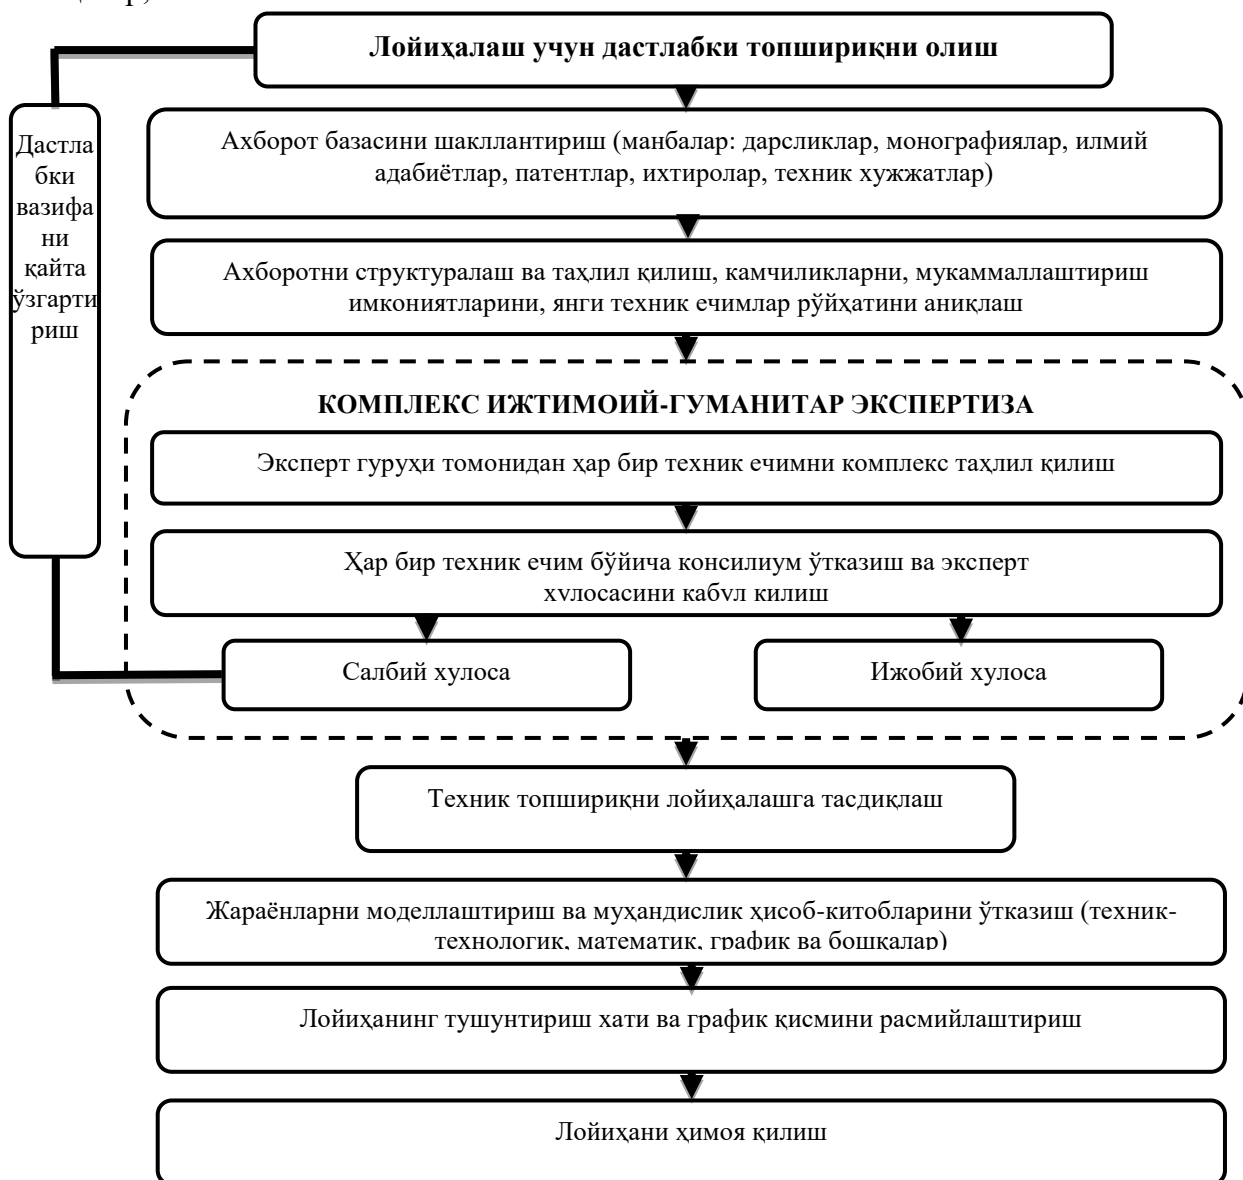 Лойиҳалаш учун дастлабки топшириқни олиш
Дастла
бки
вазифа
ни
қайта
ўзгарти
риш
Ахборот базасини шакллантириш (манбалар: дарсликлар, монографиялар, илмий
адабиётлар, патентлар, ихтиролар, техник хужжатлар)
Ахборотни структуралаш ва таҳлил қилиш, камчиликларни, мукаммаллаштириш
имкониятларини, янги техник ечимлар рўйҳатини аниқлаш
КОМПЛЕКС ИЖТИМОИЙ-ГУМАНИТАР ЭКСПЕРТИЗА
Эксперт гуруҳи томонидан ҳар бир техник ечимни комплекс таҳлил қилиш
Ҳар бир техник ечим бўйича консилиум ўтказиш ва эксперт
хулосасини қабул қилиш
Салбий хулоса
Ижобий хулоса
Техник топшириқни лойиҳалашга тасдиқлаш
Жараёнларни моделлаштириш ва муҳандислик ҳисоб-китобларини ўтказиш (техник-
технологик, математик, график ва бошқалар)
Лойиҳанинг тушунтириш хати ва график қисмини расмийлаштириш
Лойиҳани ҳимоя қилиш